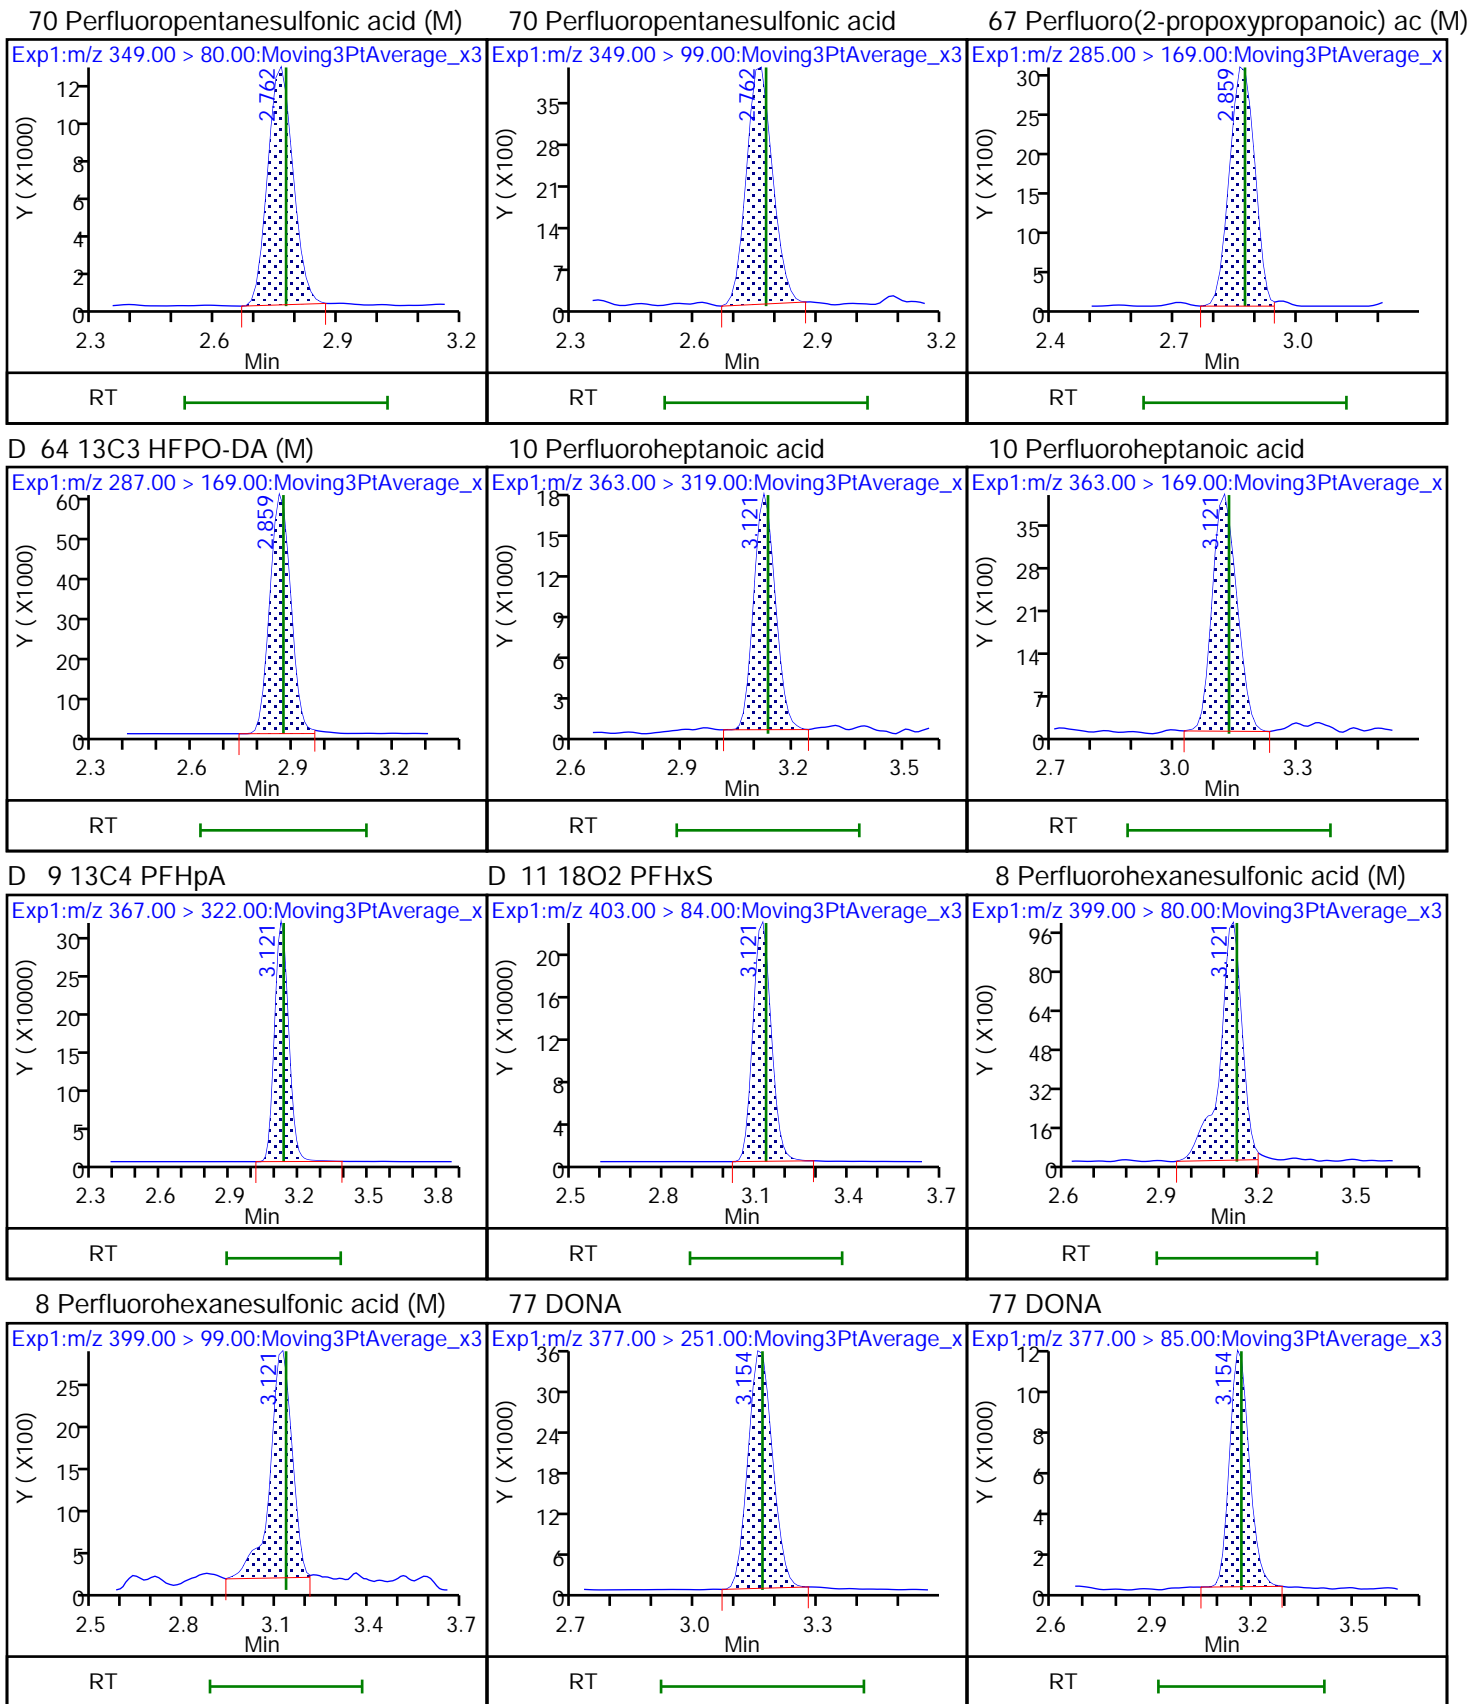 70 Perfluoropentanesulfonic acid (M)
70 Perfluoropentanesulfonic acid
67 Perfluoro(2-propoxypropanoic) ac (M)
Exp1:m/z 349.00 > 80.00:Moving3PtAverage_x3
Exp1:m/z 349.00 > 99.00:Moving3PtAverage_x3
Exp1:m/z 285.00 > 169.00:Moving3PtAverage_x
2.762
2.762
2.859
Y ( X1000)
12
10
8
6
4
2
0
Y ( X100)
35
28
21
14
7
0
Y ( X100)
30
25
20
15
10
5
0
2.3 2.6 2.9 3.2
2.3 2.6 2.9 3.2
2.4 2.7 3.0
Min
Min
Min
RT
RT
RT
D 64 13C3 HFPO-DA (M)
10 Perfluoroheptanoic acid
10 Perfluoroheptanoic acid
Exp1:m/z 287.00 > 169.00:Moving3PtAverage_x
Exp1:m/z 363.00 > 319.00:Moving3PtAverage_x
Exp1:m/z 363.00 > 169.00:Moving3PtAverage_x
2.859
3.121
3.121
Y ( X1000)
60
50
40
30
20
10
0
Y ( X1000)
18
15
12
9
6
3
0
Y ( X100)
35
28
21
14
7
0
2.3 2.6 2.9 3.2
2.6 2.9 3.2 3.5
2.7 3.0 3.3
Min
Min
Min
RT
RT
RT
D 9 13C4 PFHpA
D 11 18O2 PFHxS
8 Perfluorohexanesulfonic acid (M)
Exp1:m/z 367.00 > 322.00:Moving3PtAverage_x
Exp1:m/z 403.00 > 84.00:Moving3PtAverage_x3
Exp1:m/z 399.00 > 80.00:Moving3PtAverage_x3
3.121
3.121
3.121
Y ( X10000)
30
25
20
15
10
5
0
Y ( X10000)
20
16
12
8
4
0
Y ( X100)
96
80
64
48
32
16
0
2.3 2.6 2.9 3.2 3.5 3.8
2.5 2.8 3.1 3.4 3.7
2.6 2.9 3.2 3.5
Min
Min
Min
RT
RT
RT
8 Perfluorohexanesulfonic acid (M)
77 DONA
77 DONA
Exp1:m/z 399.00 > 99.00:Moving3PtAverage_x3
Exp1:m/z 377.00 > 251.00:Moving3PtAverage_x
Exp1:m/z 377.00 > 85.00:Moving3PtAverage_x3
3.121
3.154
3.154
Y ( X100)
25
20
15
10
5
0
Y ( X1000)
36
30
24
18
12
6
0
Y ( X1000)
12
10
8
6
4
2
0
2.5 2.8 3.1 3.4 3.7
2.7 3.0 3.3
2.6 2.9 3.2 3.5
Min
Min
Min
RT
RT
RT